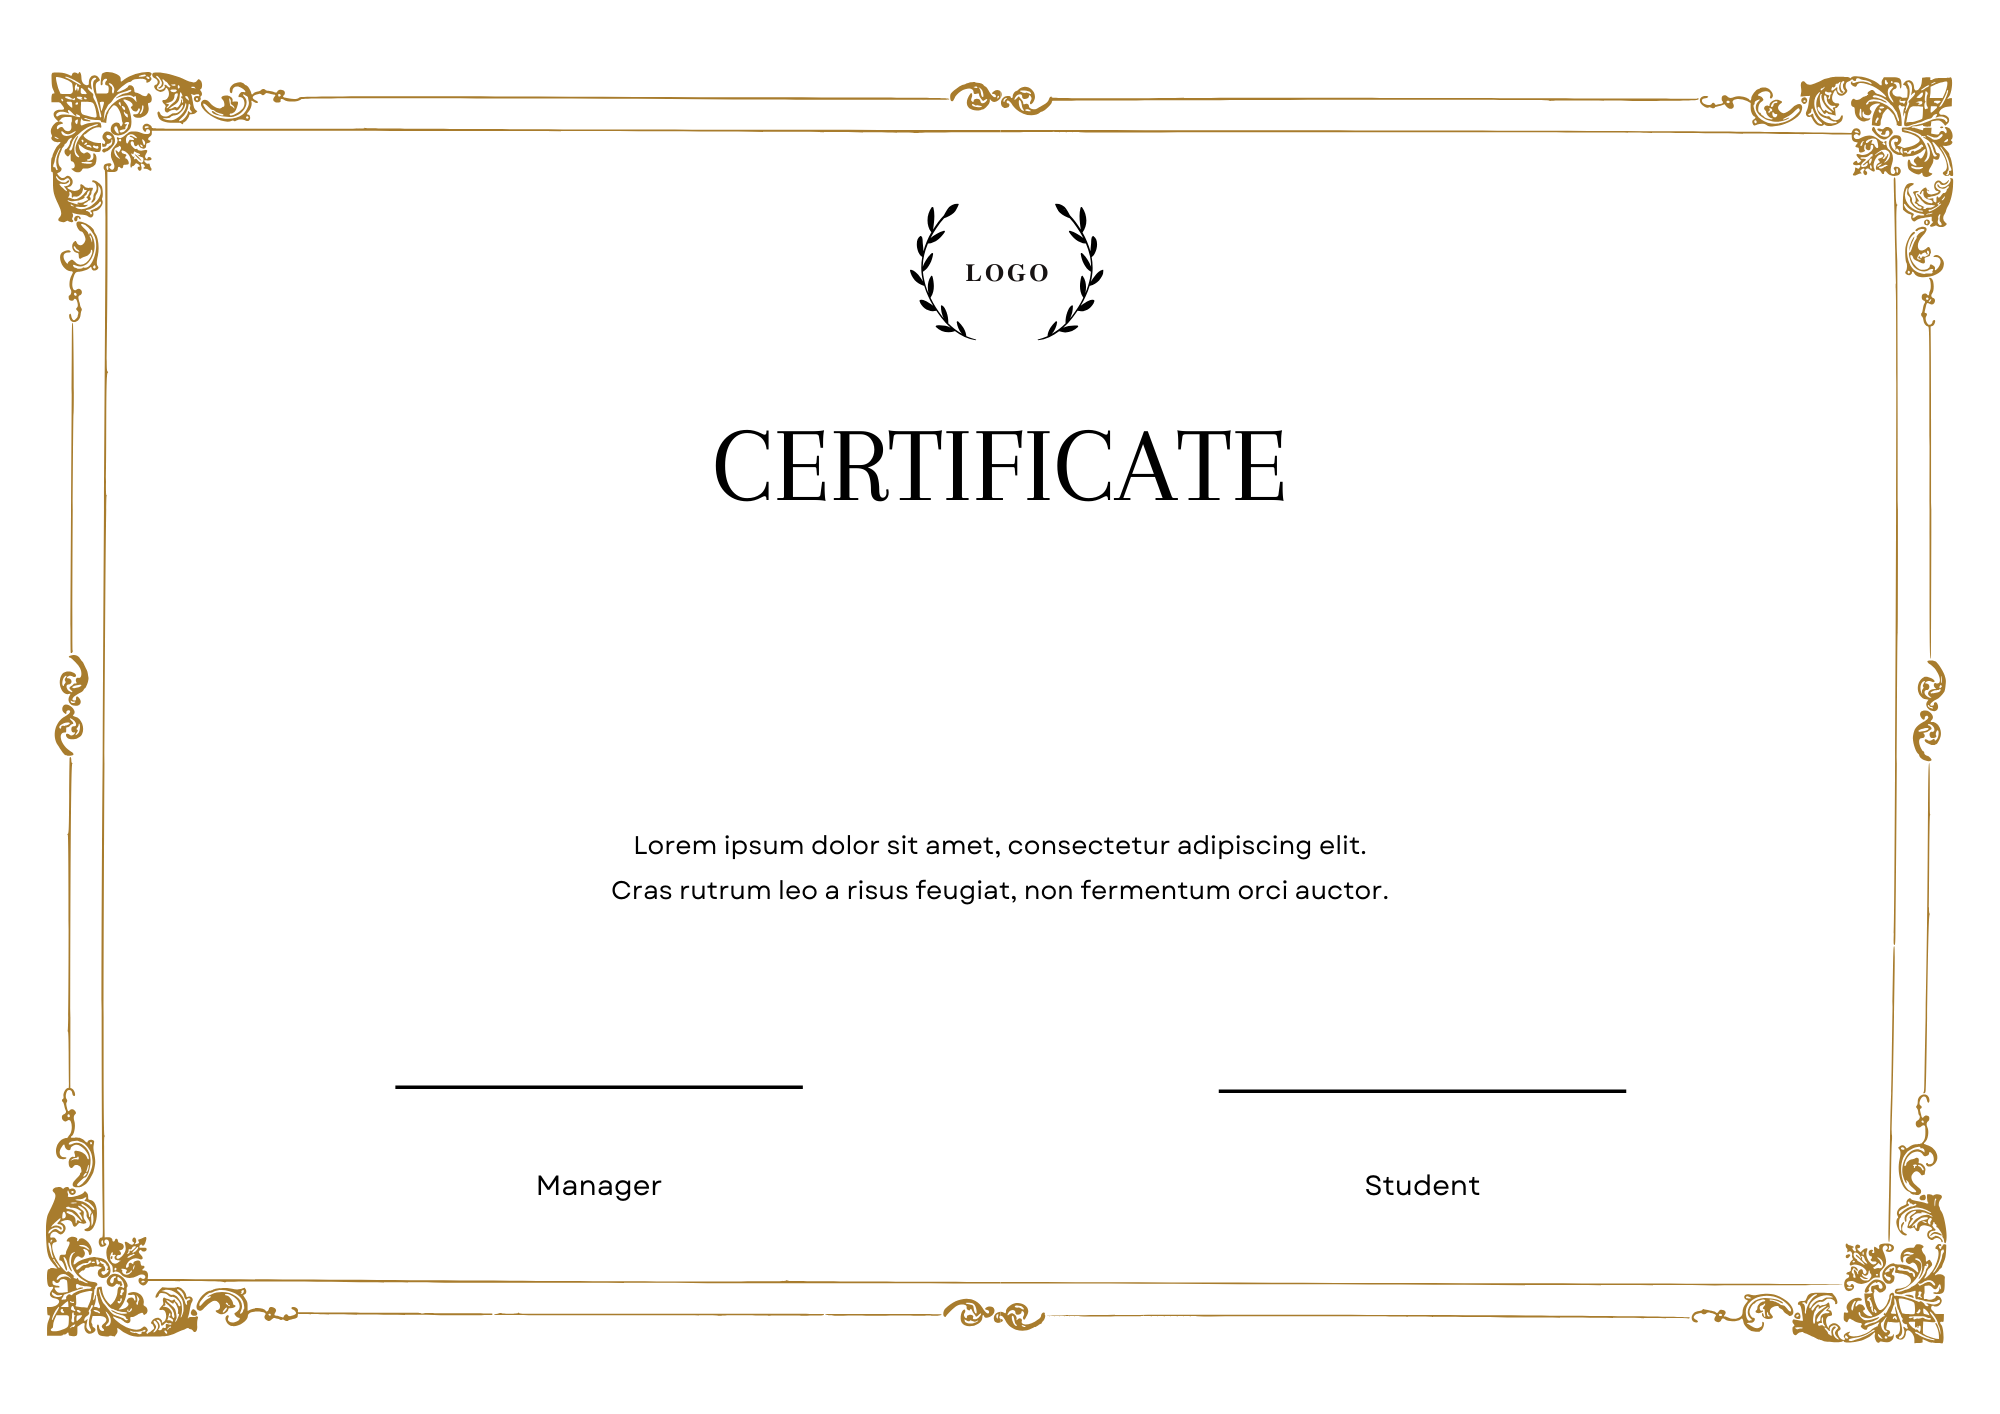 LOGO
CERTIFICATE
Lorem ipsum dolor sit amet, consectetur adipiscing elit.
Cras rutrum leo a risus feugiat, non fermentum orci auctor.
Manager
Student